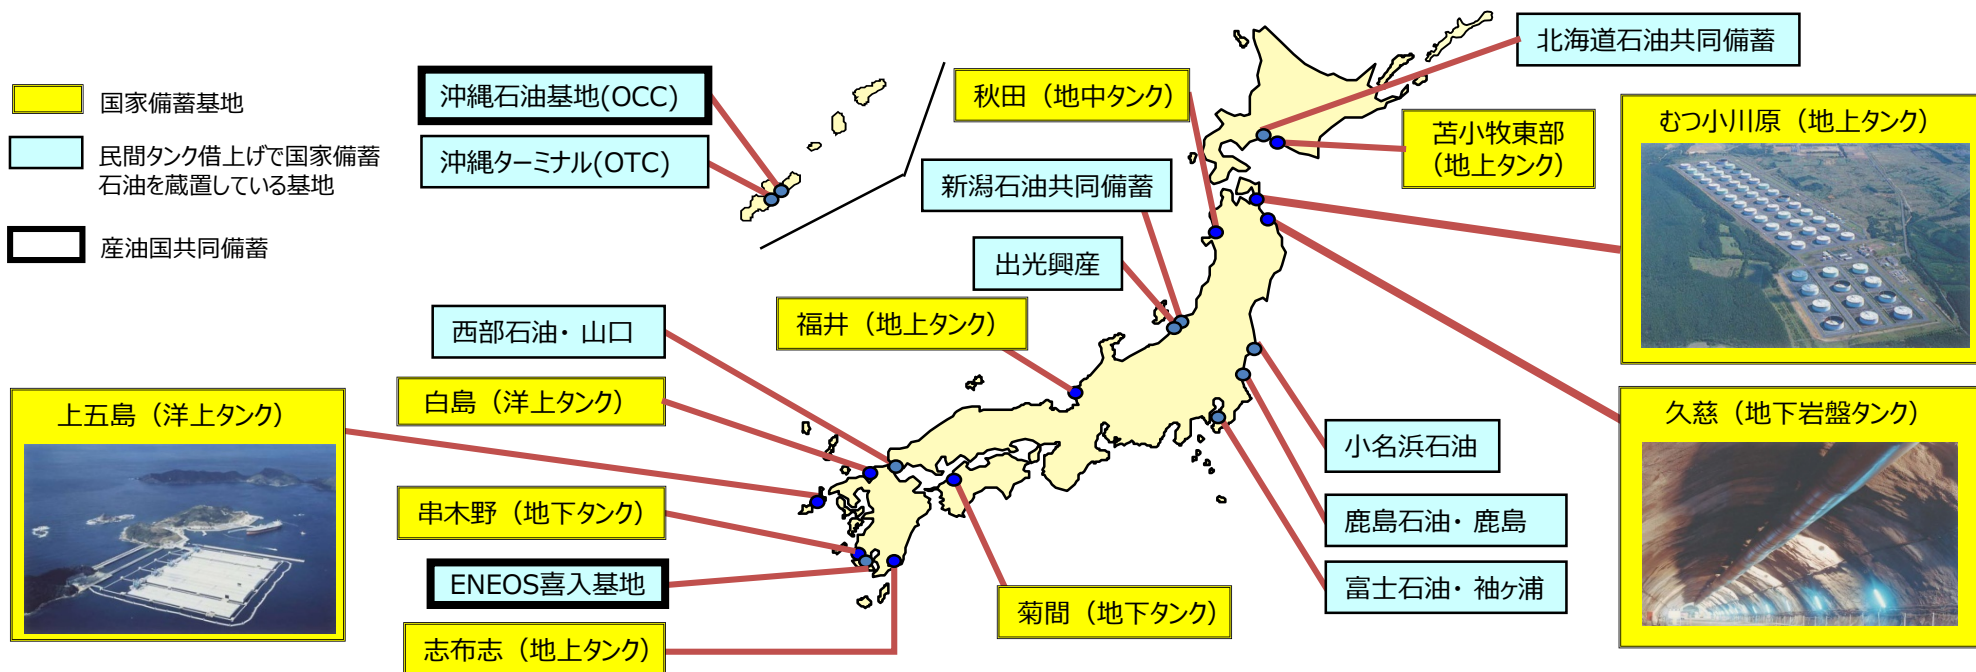 国家備蓄基地
民間タンク借上げで国家備蓄
石油を蔵置している基地
産油国共同備蓄
沖縄石油基地(OCC)
沖縄ターミナル(OTC)
秋田（地中タンク）
北海道石油共同備蓄
苫小牧東部
（地上タンク）
むつ小川原（地上タンク）
新潟石油共同備蓄
出光興産
福井（地上タンク）
西部石油・山口
白島（洋上タンク）
上五島（洋上タンク）
串木野（地下タンク）
ENEOS喜入基地
志布志（地上タンク）
菊間（地下タンク）
小名浜石油
鹿島石油・鹿島
富士石油・袖ヶ浦
久慈（地下岩盤タンク）